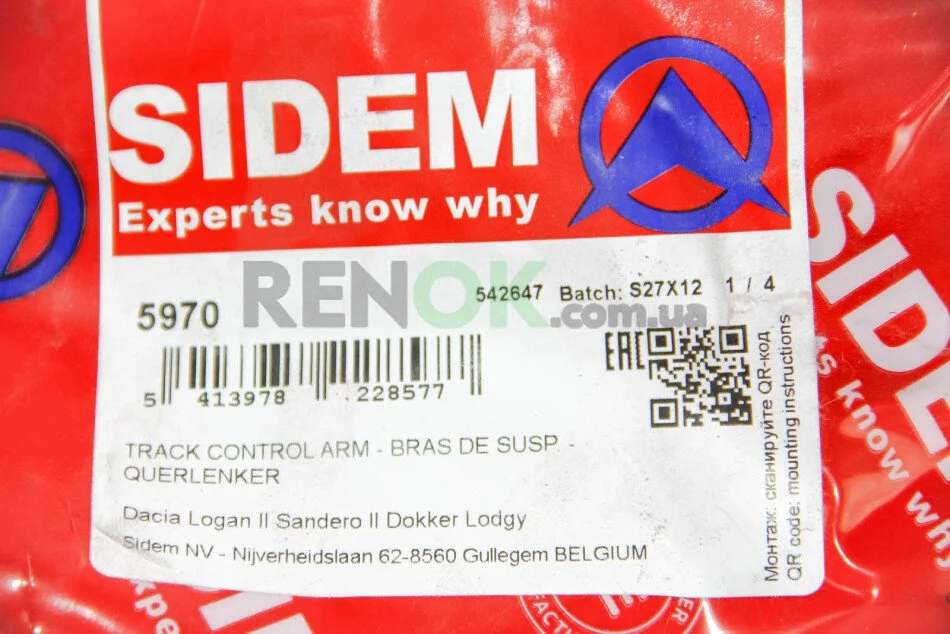 SIDEM
Experts know why
RENOK.com.ua
5970
542647 Batch: S27X12 1 / 4
EAC
5 413978 228577
TRACK CONTROL ARM - BRAS DE SUSP. -
QUERLENKER
Dacia Logan II Sandero II Dokker Lodgy
Sidem NV - Nijverheidslaan 62-8560 Gullegem BELGIUM
Монтаж: сканируйте QR-код
QR code: mounting instructions
SIDEM
know why